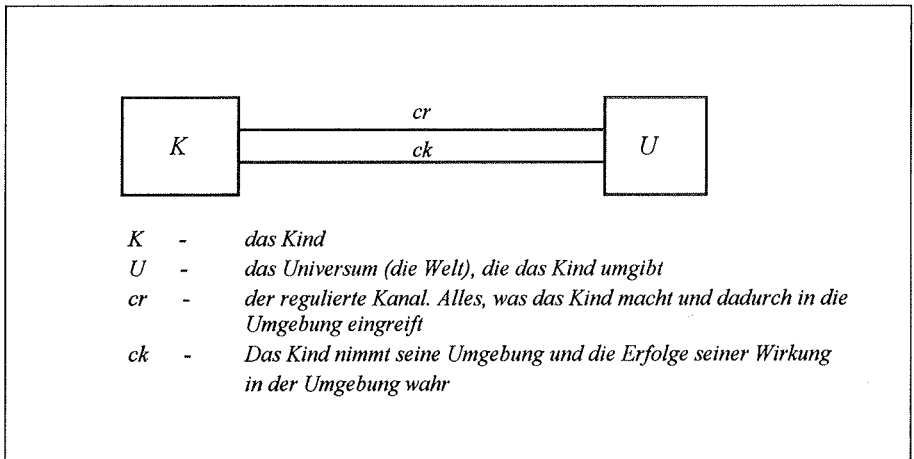 cr
K
ck
U
K - das Kind
U - das Universum (die Welt), die das Kind umgibt
cr - der regulierte Kanal. Alles, was das Kind macht und dadurch in die
Umgebung eingreift
ck - Das Kind nimmt seine Umgebung und die Erfolge seiner Wirkung
in der Umgebung wahr